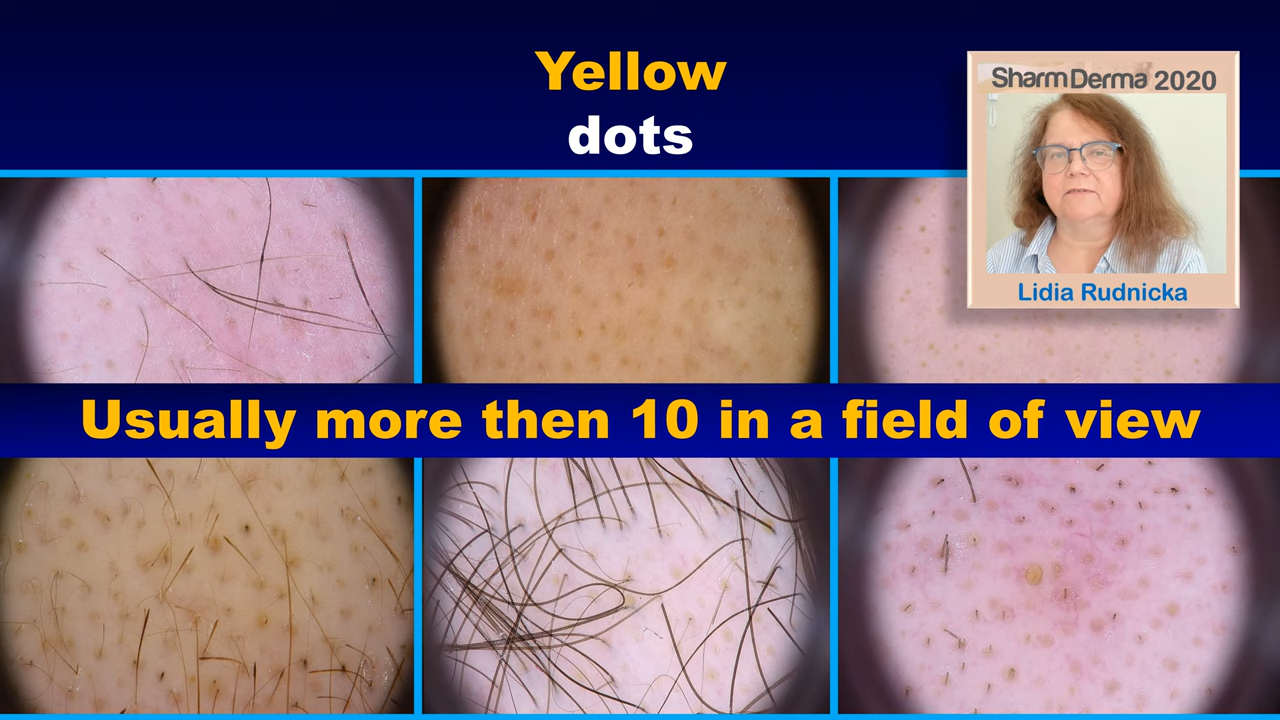 Yellow
dots
SharmDerma 2020
Lidia Rudnicka
Usually more then 10 in a field of view